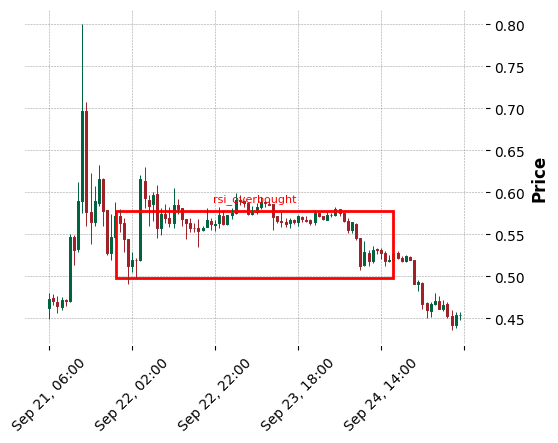 0.80
0.75
0.70
0.65
0.60
0.55
0.50
0.45
Price
rsi_overbought
Sep 21, 06:00
Sep 22, 02:00
Sep 22, 22:00
Sep 23, 18:00
Sep 24, 14:00